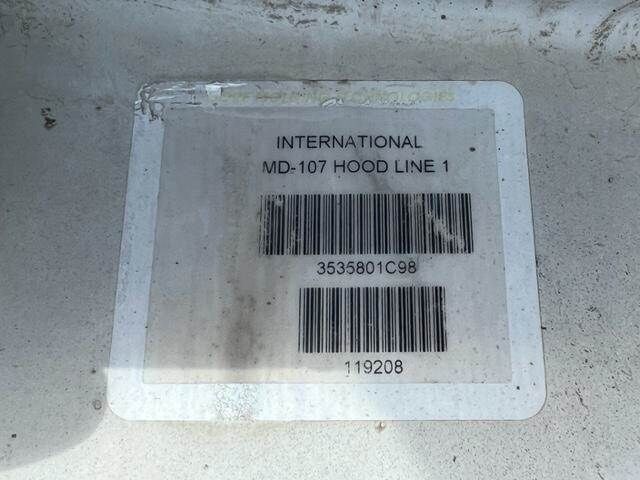 INTERNATIONAL
MD-107 HOOD LINE 1
3535801C98
119208